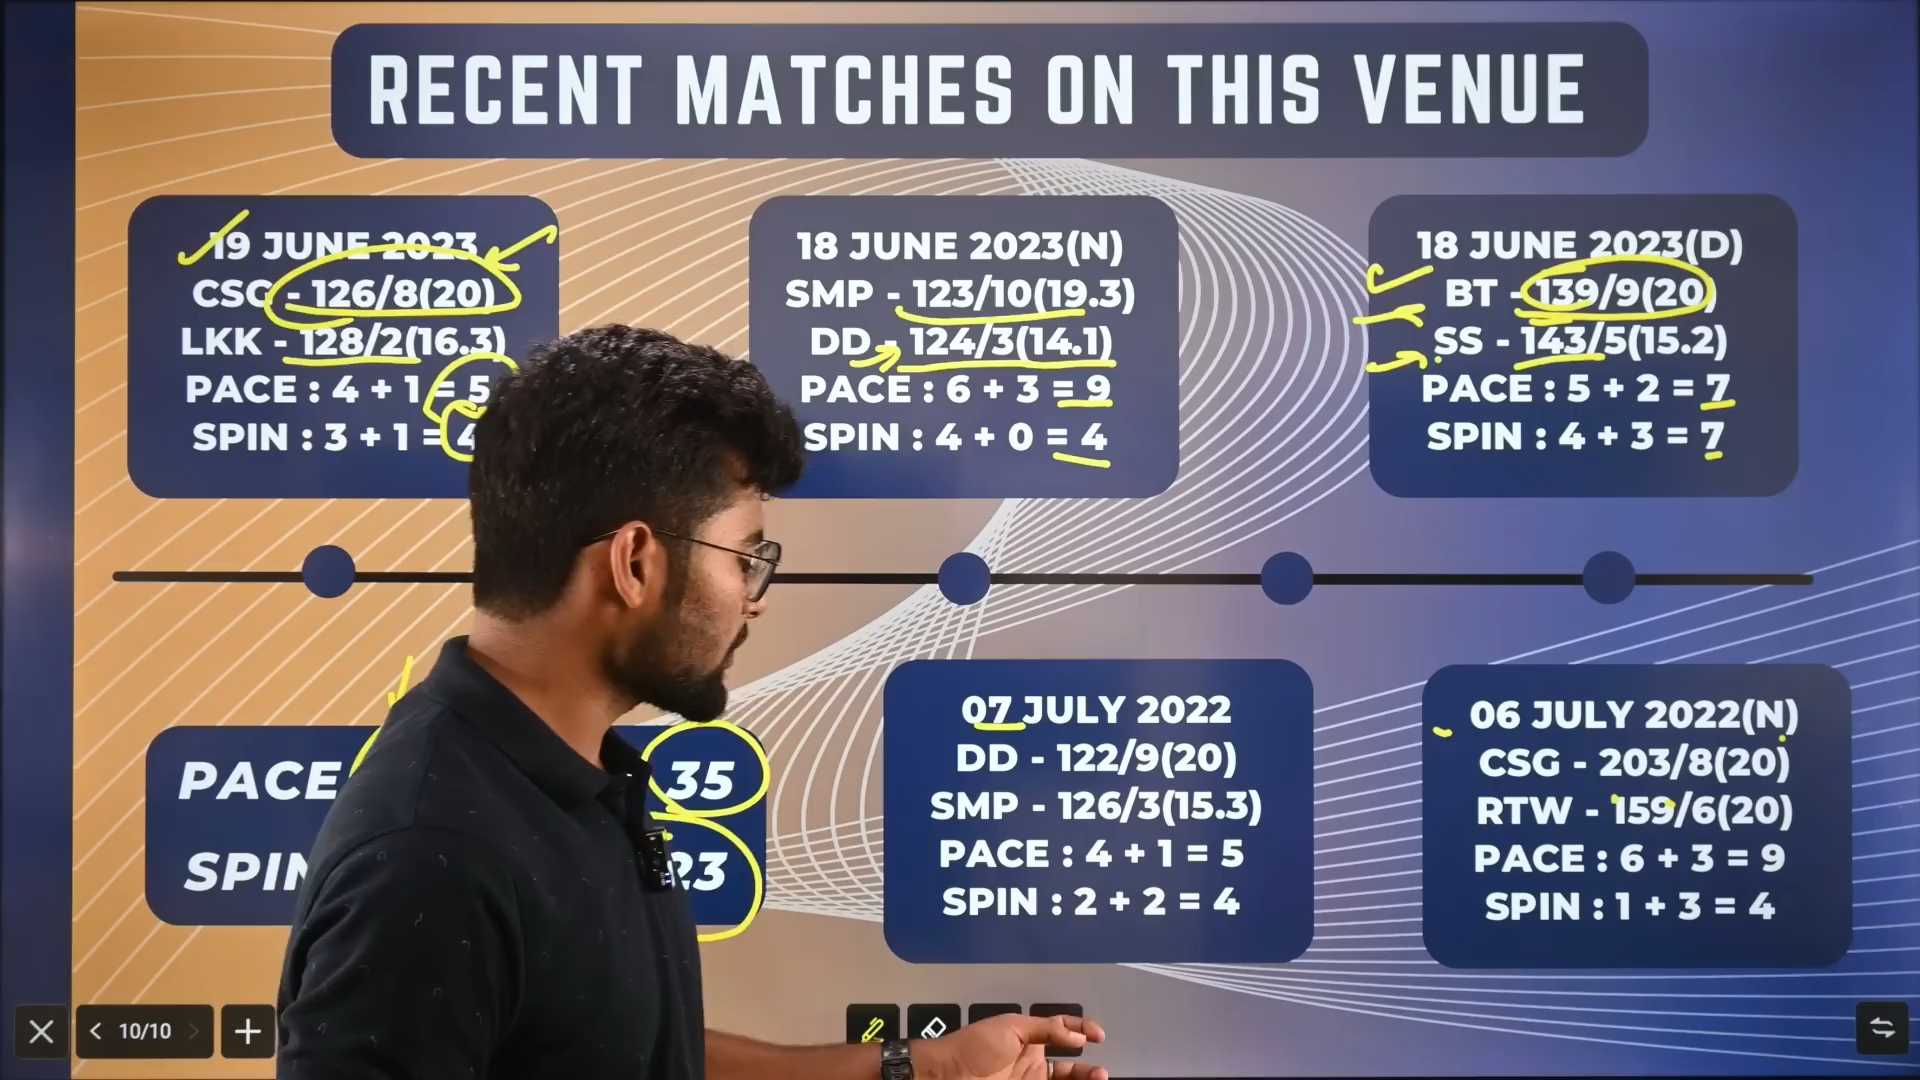 RECENT MATCHES ON THIS VENUE
19 JUNE 2023
CSG - 126/8(20)
LKK - 128/2(16.3)
PACE : 4 + 1 = 5
SPIN : 3 + 1 = 4
18 JUNE 2023(N)
SMP - 123/10(19.3)
DD - 124/3(14.1)
PACE : 6 + 3 = 9
SPIN : 4 + 0 = 4
18 JUNE 2023(D)
BT - 139/9(20)
SS - 143/5(15.2)
PACE : 5 + 2 = 7
SPIN : 4 + 3 = 7
PACE 35
SPIN 23
07 JULY 2022
DD - 122/9(20)
SMP - 126/3(15.3)
PACE : 4 + 1 = 5
SPIN : 2 + 2 = 4
06 JULY 2022(N)
CSG - 203/8(20)
RTW - 159/6(20)
PACE : 6 + 3 = 9
SPIN : 1 + 3 = 4
10/10